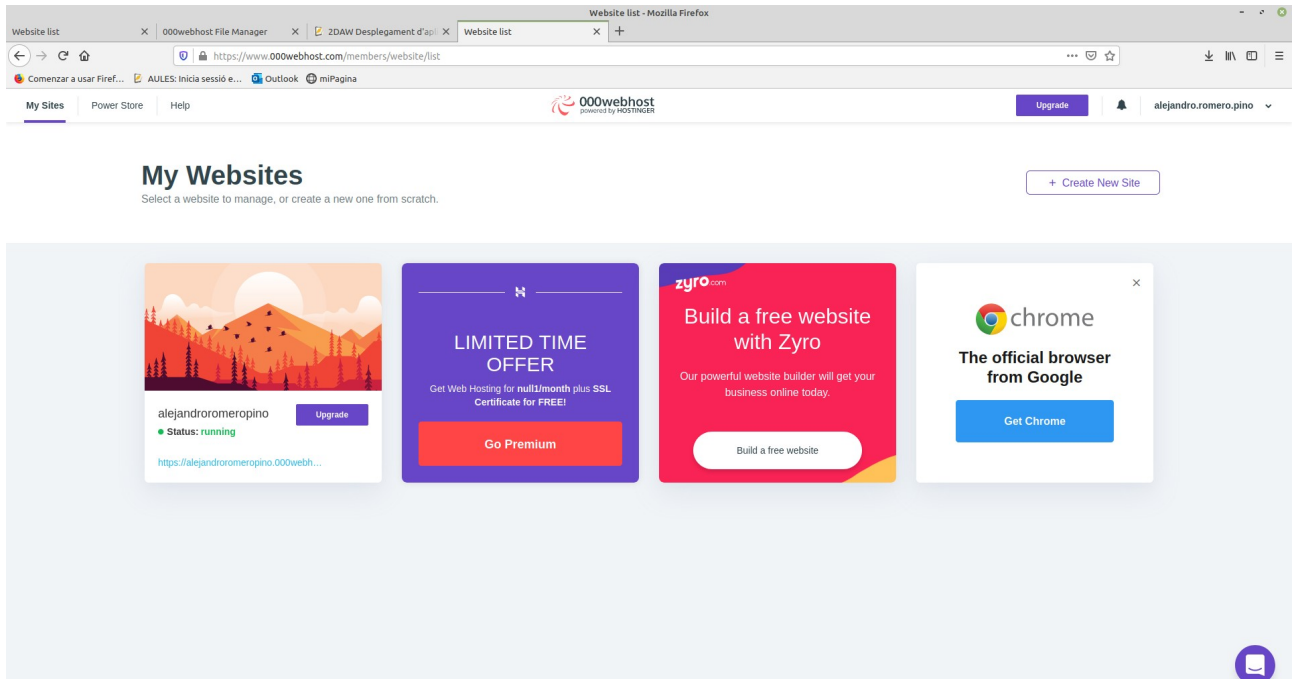 Website list - Mozilla Firefox
Website list
000webhost File Manager
2DAW Desplegament d'apli
Website list
https://www.000webhost.com/members/website/list
Comenzar a usar Firef...
AULES: Inicia sessió e...
Outlook
miPagina
My Sites
Power Store
Help
000webhost
powered by HOSTINGER
Upgrade
alejandro.romero.pino
My Websites
Select a website to manage, or create a new one from scratch.
+ Create New Site
alejandroromeropino
Upgrade
Status: running
https://alejandroromeropino.000webh...
LIMITED TIME
OFFER
Get Web Hosting for null1/month plus SSL
Certificate for FREE!
Go Premium
zyro.com
Build a free website
with Zyro
Our powerful website builder will get your
business online today.
Build a free website
chrome
The official browser
from Google
Get Chrome